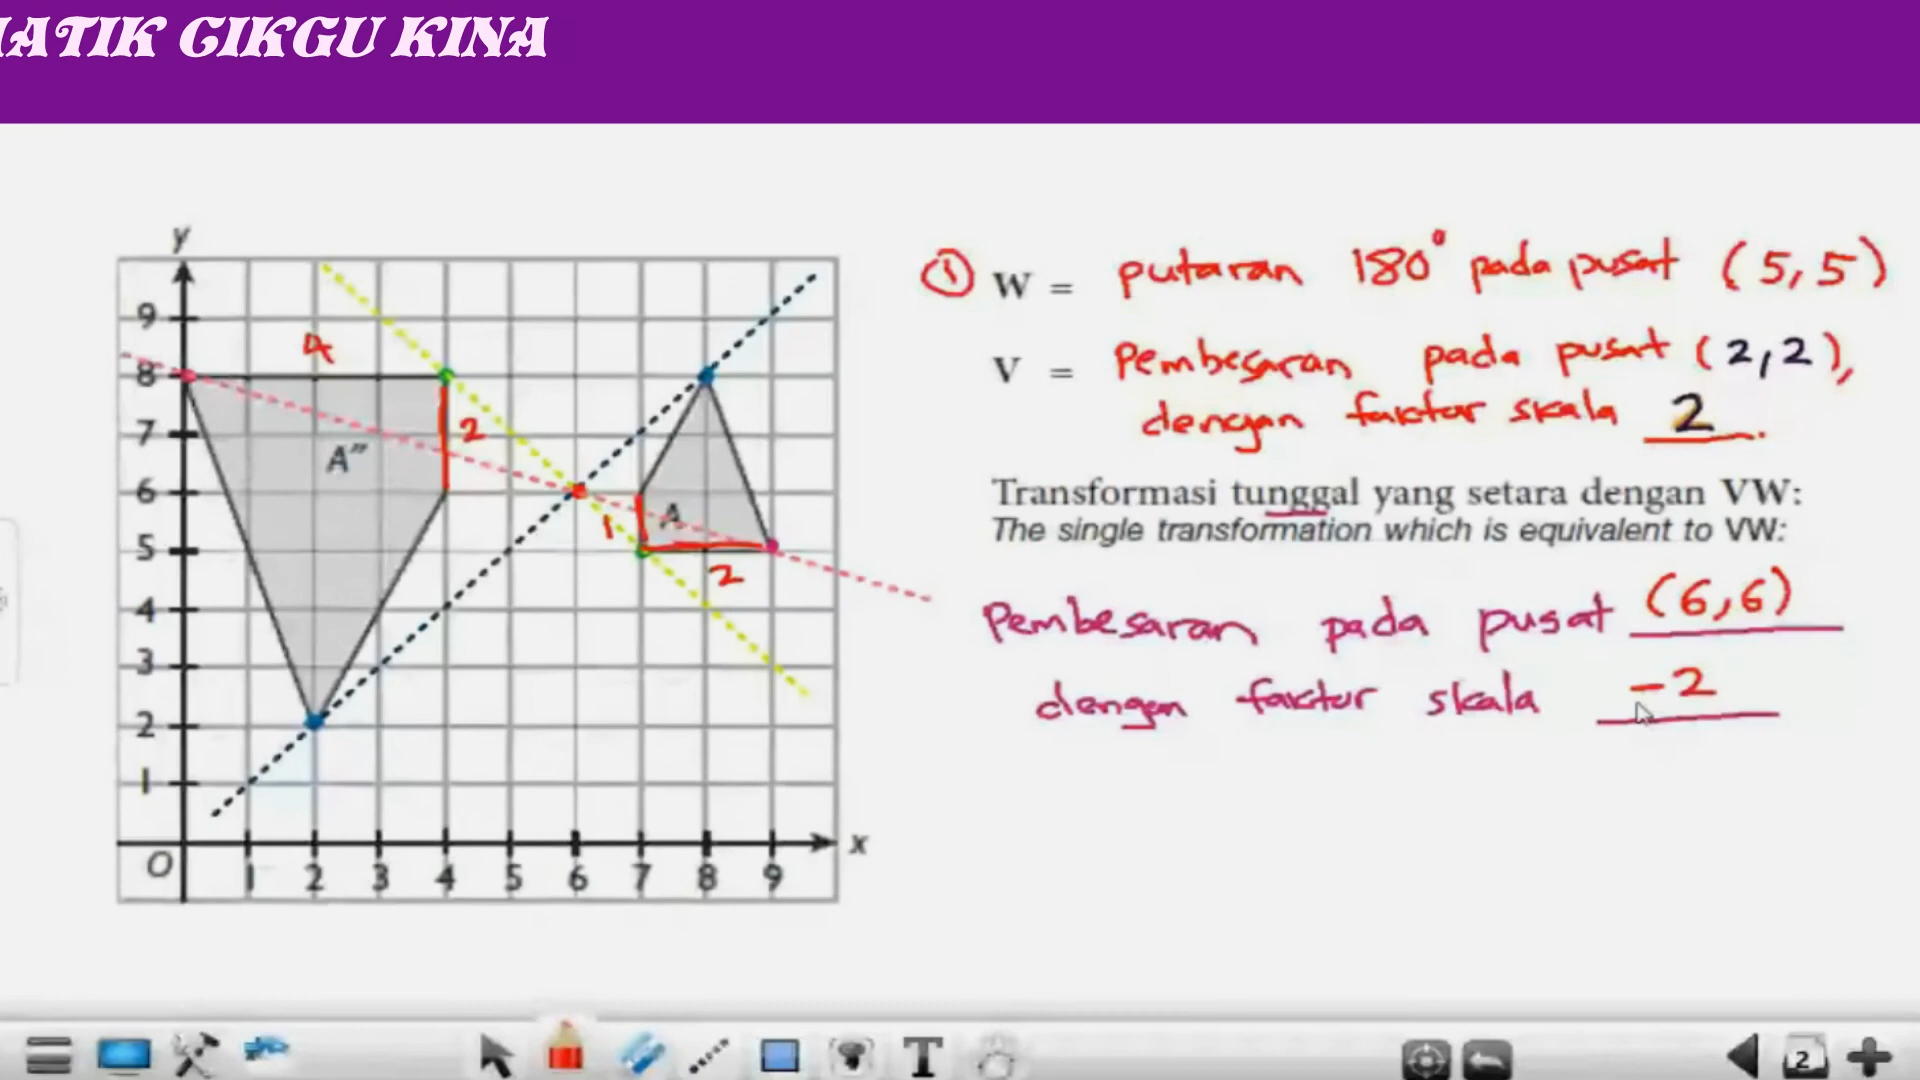 MATIK CIKGU KINA
① W = putaran 180° pada pusat (5,5)
V = Pembesaran pada pusat (2,2),
dengan faktor skala 2.
Transformasi tunggal yang setara dengan VW:
The single transformation which is equivalent to VW:
Pembesaran pada pusat (6,6)
dengan faktor skala -2
y
9
8
7
6
5
4
3
2
1
O
1 2 3 4 5 6 7 8 9
x
4
2
A"
A
1
2
T
2